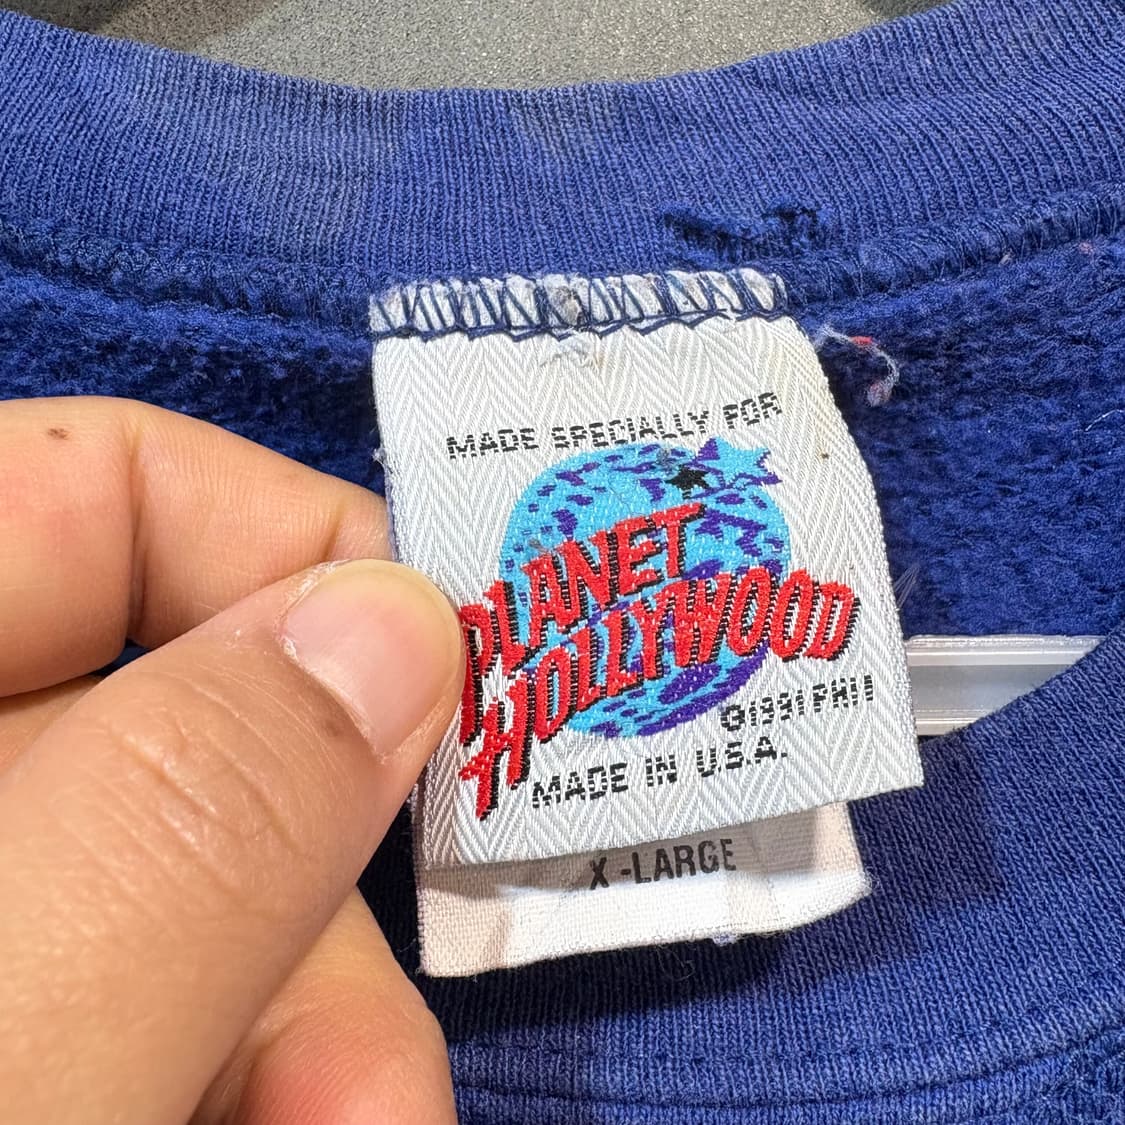 MADE SPECIALLY FOR
PLANET
HOLLYWOOD
©1991 PHII
MADE IN U.S.A.
X-LARGE